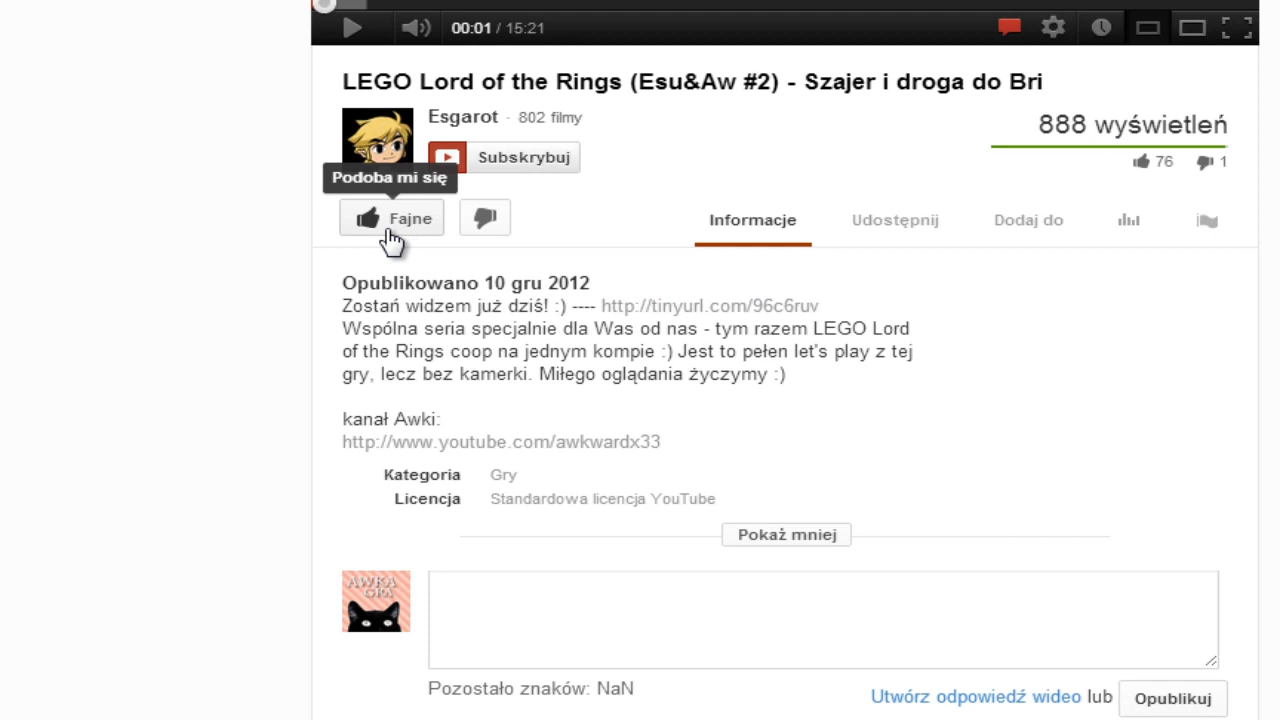 00:01 / 15:21
LEGO Lord of the Rings (Esu&Aw #2) - Szajer i droga do Bri
Esgarot · 802 filmy
888 wyświetleń
Subskrybuj
76 1
Podoba mi się
Fajne
Informacje Udostępnij Dodaj do
Opublikowano 10 gru 2012
Zostań widzem już dziś! :) ---- http://tinyurl.com/96c6ruv
Wspólna seria specjalnie dla Was od nas - tym razem LEGO Lord
of the Rings coop na jednym kompie :) Jest to pełen let's play z tej
gry, lecz bez kamerki. Miłego oglądania życzymy :)
kanał Awki:
http://www.youtube.com/awkwardx33
Kategoria Gry
Licencja Standardowa licencja YouTube
Pokaż mniej
AWKA
GRA
Pozostało znaków: NaN
Utwórz odpowiedź wideo lub Opublikuj